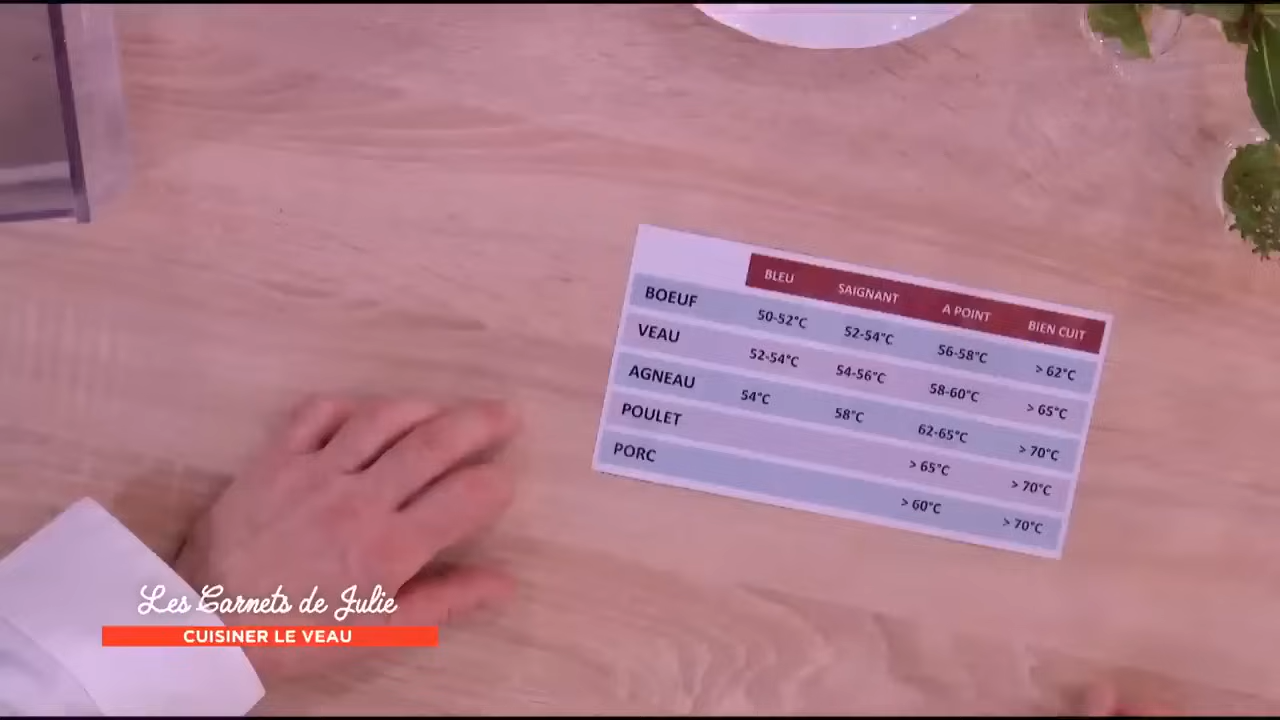 BLEU SAIGNANT A POINT BIEN CUIT
BOEUF 50-52°C 52-54°C 56-58°C > 62°C
VEAU 52-54°C 54-56°C 58-60°C > 65°C
AGNEAU 54°C 58°C 62-65°C > 70°C
POULET > 65°C > 70°C
PORC > 60°C > 70°C
Les Carnets de Julie
CUISINER LE VEAU